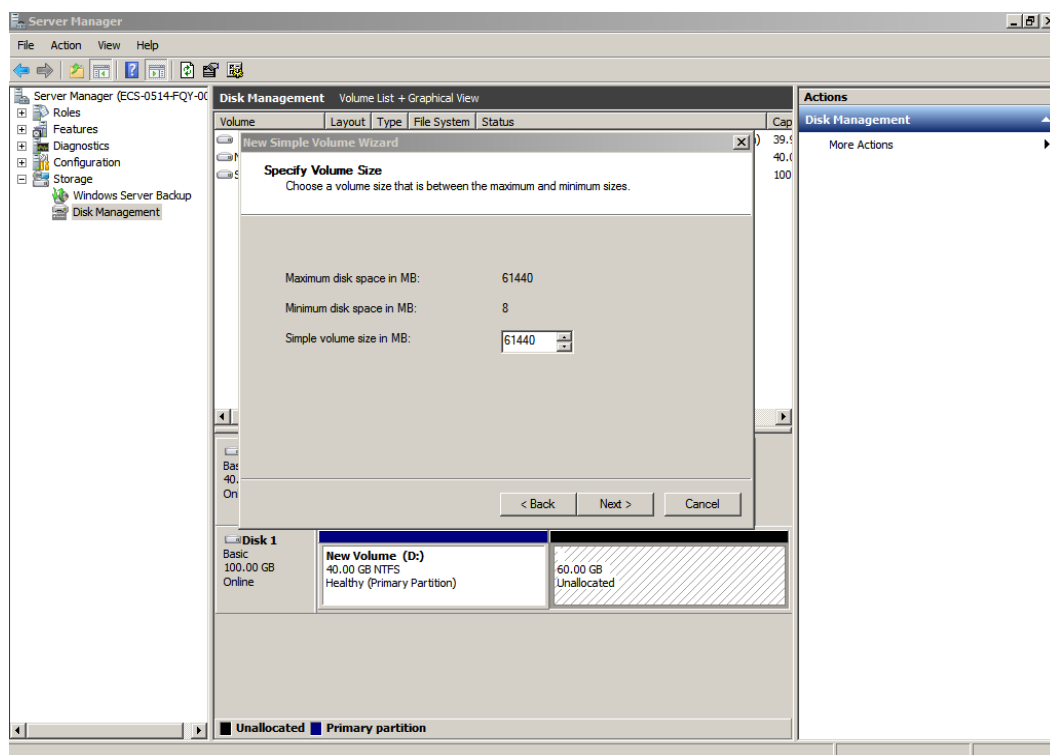 Server Manager
File Action View Help
Server Manager (ECS-0514-FQY-00
Roles
Features
Diagnostics
Configuration
Storage
Windows Server Backup
Disk Management
Disk Management Volume List + Graphical View
Volume Layout Type File System Status Cap
39.9
40.0
100
New Simple Volume Wizard
Specify Volume Size
Choose a volume size that is between the maximum and minimum sizes.
Maximum disk space in MB: 61440
Minimum disk space in MB: 8
Simple volume size in MB: 61440
< Back Next > Cancel
Bas
40.
On
Disk 1
Basic
100.00 GB
Online
New Volume (D:)
40.00 GB NTFS
Healthy (Primary Partition)
60.00 GB
Unallocated
Unallocated Primary partition
Actions
Disk Management
More Actions